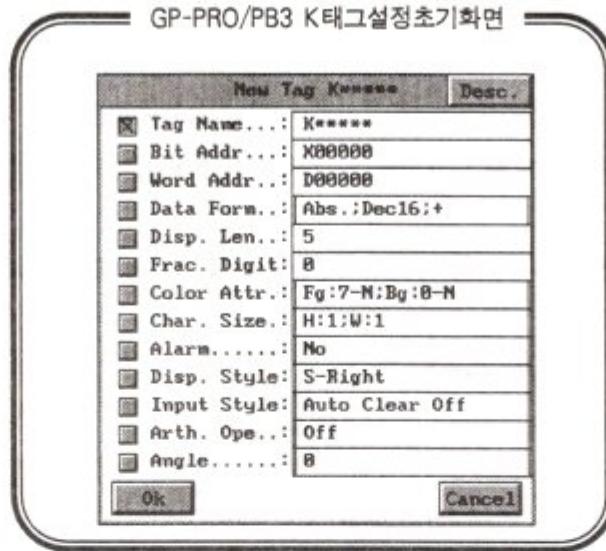 GP-PRO/PB3 K태그설정초기화면
New Tag K***** Desc.
Tag Name...: K*****
Bit Addr...: X00000
Word Addr..: D00000
Data Form..: Abs.;Dec16;+
Disp. Len..: 5
Frac. Digit: 0
Color Attr.: Fg:7-N;Bg:0-N
Char. Size.: H:1;W:1
Alarm......: No
Disp. Style: S-Right
Input Style: Auto Clear Off
Arth. Ope..: Off
Angle......: 0
Ok Cancel